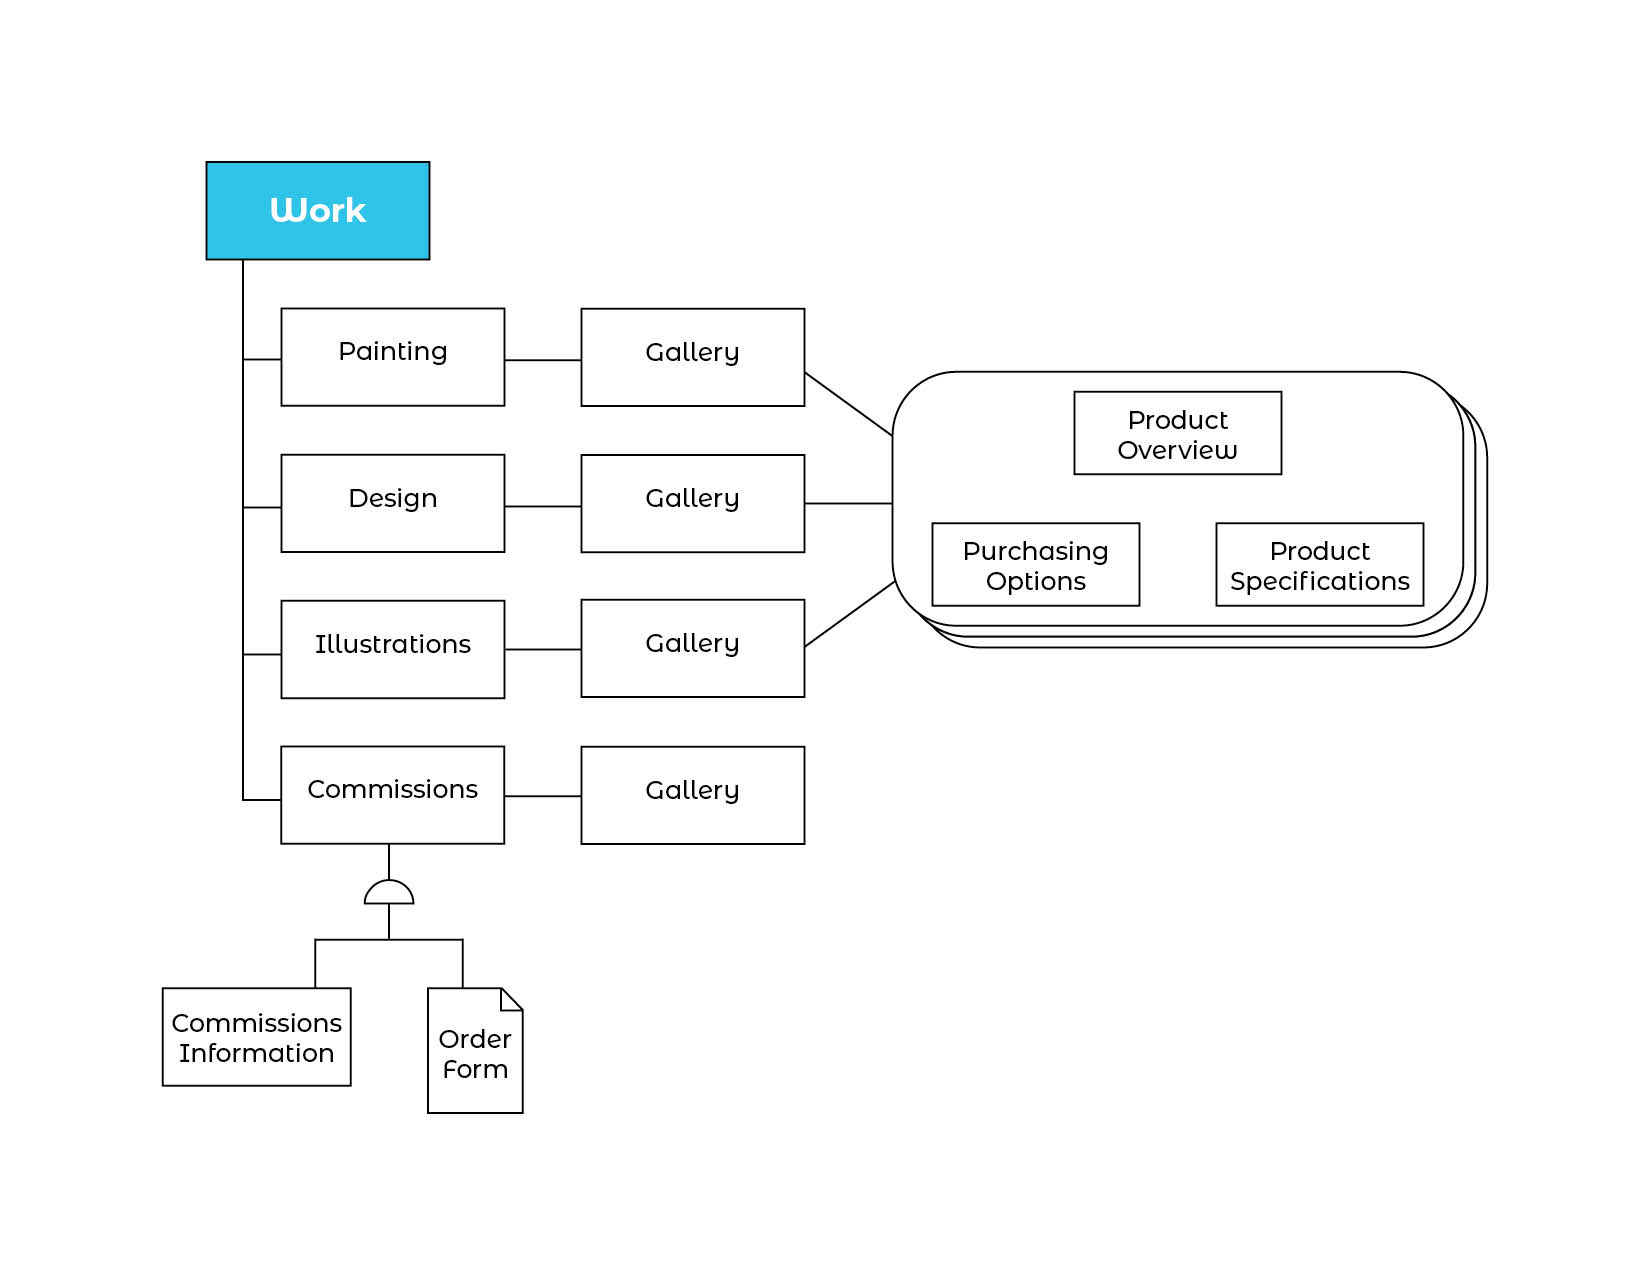 Work
Painting
Gallery
Design
Gallery
Illustrations
Gallery
Commissions
Gallery
Product
Overview
Purchasing
Options
Product
Specifications
Commissions
Information
Order
Form